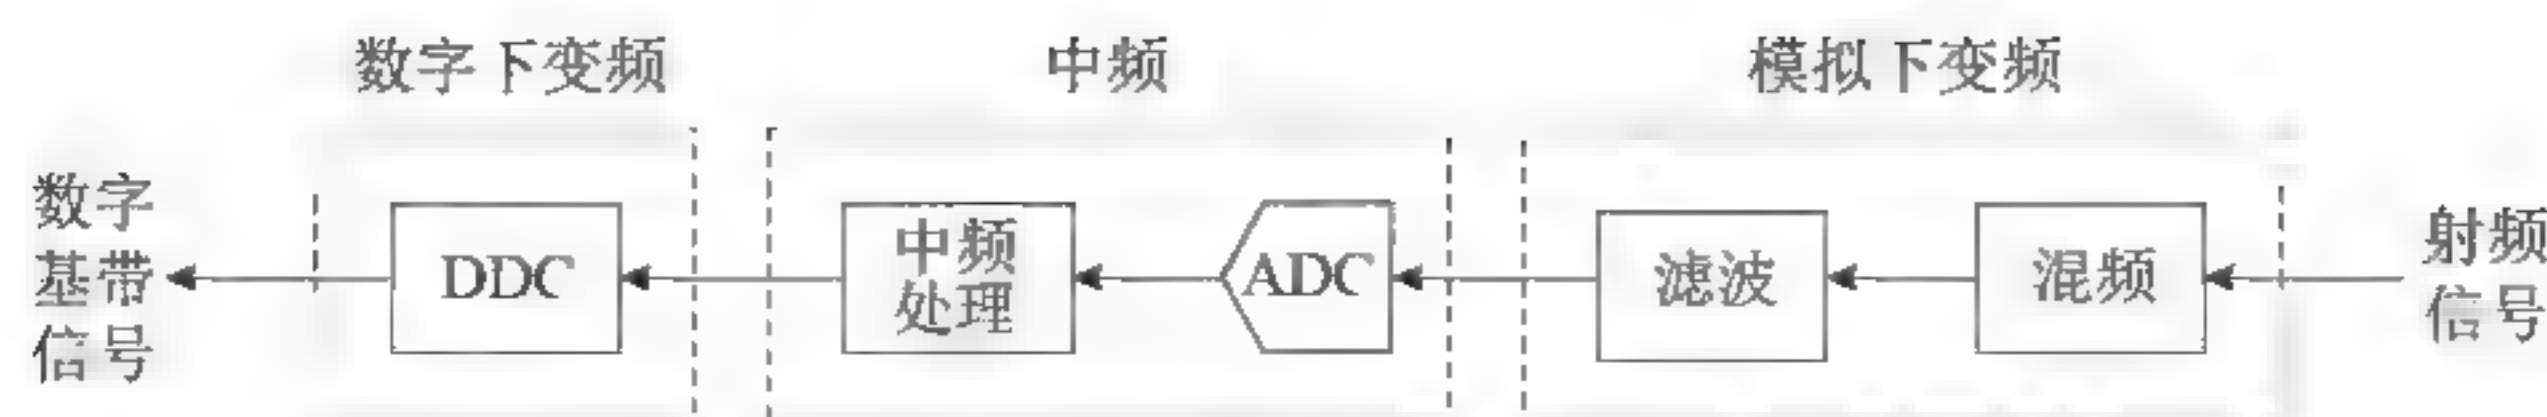 数字下变频
中频
模拟下变频
数字
基带
信号
DDC
中频
处理
ADC
滤波
混频
射频
信号